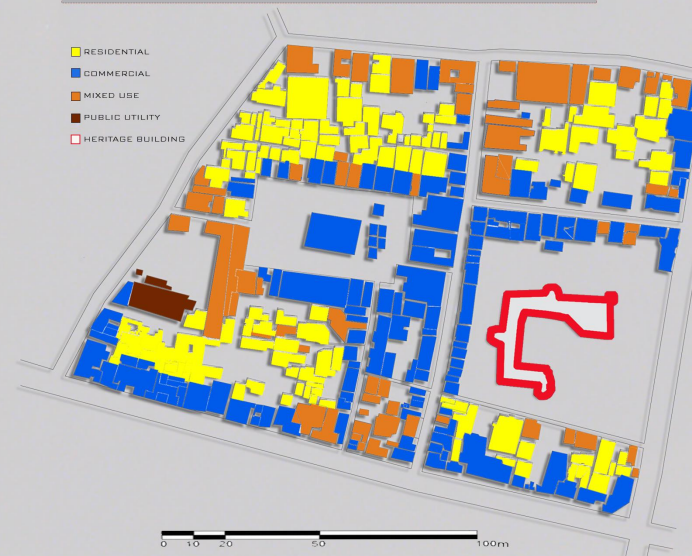 RESIDENTIAL
COMMERCIAL
MIXED USE
PUBLIC UTILITY
HERITAGE BUILDING
0 10 20 50 100m